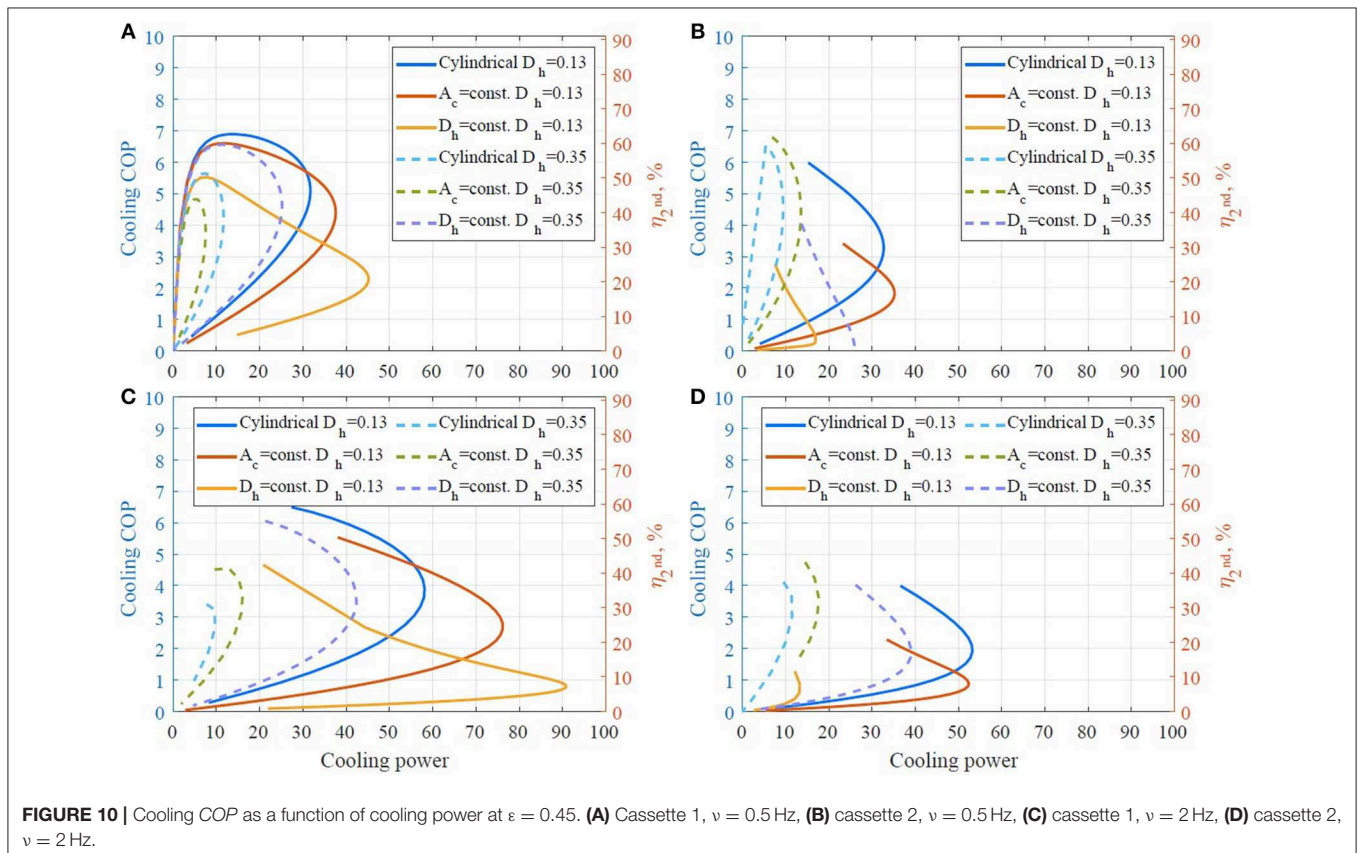 A
10
9
8
7
6
5
4
3
2
1
0
Cooling COP
90
80
70
60
50
40
30
20
10
0
η2nd, %
Cylindrical Dh=0.13
Ac=const. Dh=0.13
Dh=const. Dh=0.13
Cylindrical Dh=0.35
Ac=const. Dh=0.35
Dh=const. Dh=0.35
0 10 20 30 40 50 60 70 80 90 100
B
10
9
8
7
6
5
4
3
2
1
0
Cooling COP
90
80
70
60
50
40
30
20
10
0
η2nd, %
Cylindrical Dh=0.13
Ac=const. Dh=0.13
Dh=const. Dh=0.13
Cylindrical Dh=0.35
Ac=const. Dh=0.35
Dh=const. Dh=0.35
0 10 20 30 40 50 60 70 80 90 100
C
10
9
8
7
6
5
4
3
2
1
0
Cooling COP
90
80
70
60
50
40
30
20
10
0
η2nd, %
Cylindrical Dh=0.13 Cylindrical Dh=0.35
Ac=const. Dh=0.13 Ac=const. Dh=0.35
Dh=const. Dh=0.13 Dh=const. Dh=0.35
0 10 20 30 40 50 60 70 80 90 100
Cooling power
D
10
9
8
7
6
5
4
3
2
1
0
Cooling COP
90
80
70
60
50
40
30
20
10
0
η2nd, %
Cylindrical Dh=0.13 Cylindrical Dh=0.35
Ac=const. Dh=0.13 Ac=const. Dh=0.35
Dh=const. Dh=0.13 Dh=const. Dh=0.35
0 10 20 30 40 50 60 70 80 90 100
Cooling power
FIGURE 10 | Cooling COP as a function of cooling power at ε = 0.45. (A) Cassette 1, ν = 0.5 Hz, (B) cassette 2, ν = 0.5 Hz, (C) cassette 1, ν = 2 Hz, (D) cassette 2,
ν = 2 Hz.